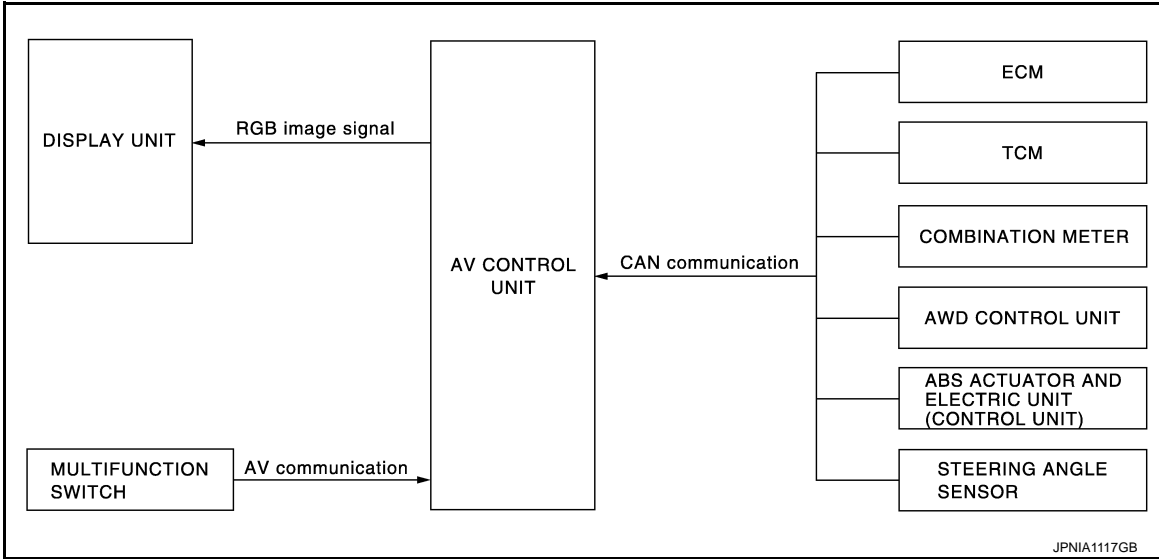 DISPLAY UNIT
RGB image signal
AV CONTROL
UNIT
MULTIFUNCTION
SWITCH
AV communication
CAN communication
ECM
TCM
COMBINATION METER
AWD CONTROL UNIT
ABS ACTUATOR AND
ELECTRIC UNIT
(CONTROL UNIT)
STEERING ANGLE
SENSOR
JPNIA1117GB